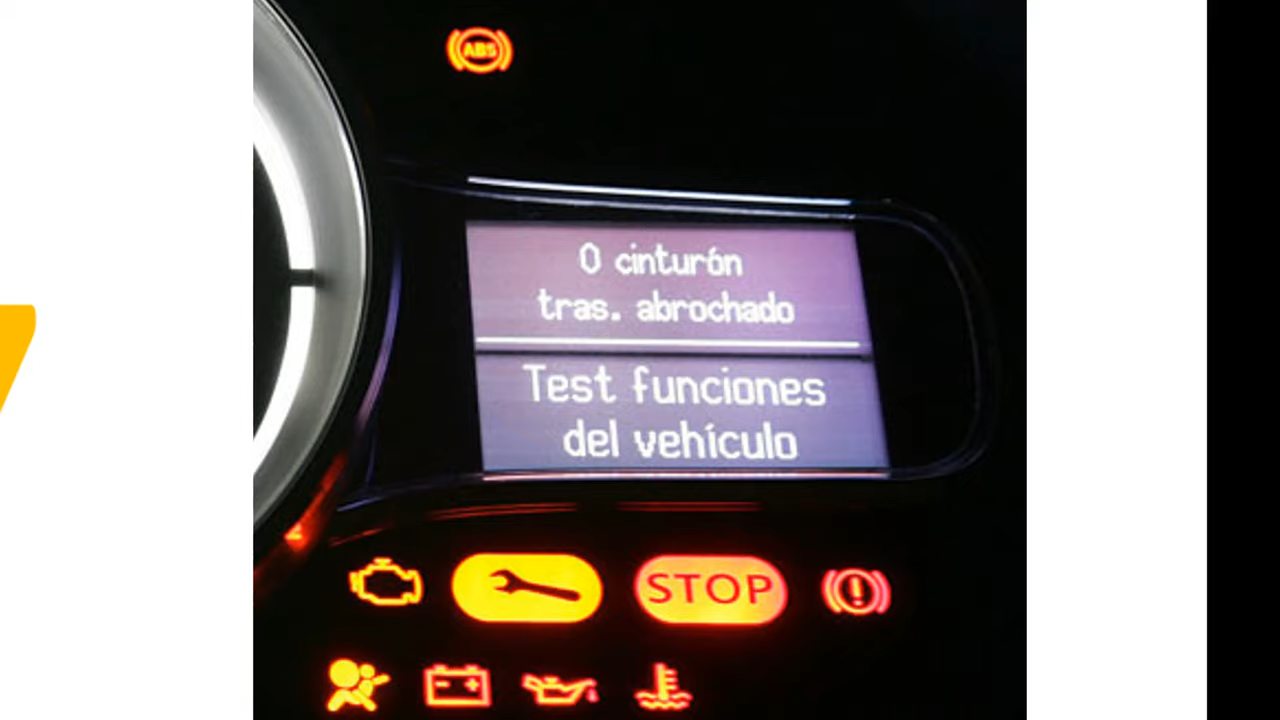 ABS
0 cinturón
tras. abrochado
Test funciones
del vehículo
STOP